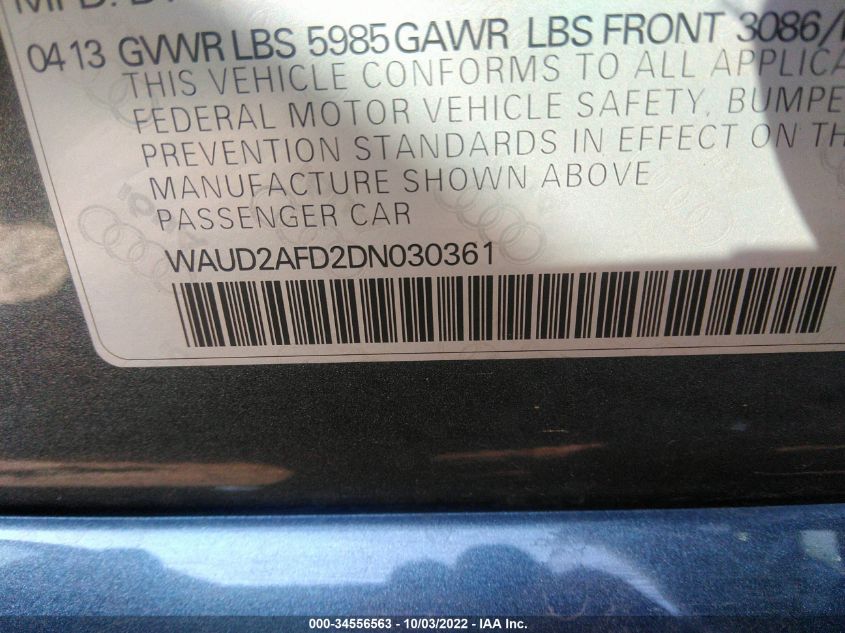 MFD. BY
0413 GVWR LBS 5985 GAWR LBS FRONT 3086/
THIS VEHICLE CONFORMS TO ALL APPLICA
FEDERAL MOTOR VEHICLE SAFETY, BUMPE
PREVENTION STANDARDS IN EFFECT ON TH
MANUFACTURE SHOWN ABOVE
PASSENGER CAR
WAUD2AFD2DN030361
000-34556563 - 10/03/2022 - IAA Inc.